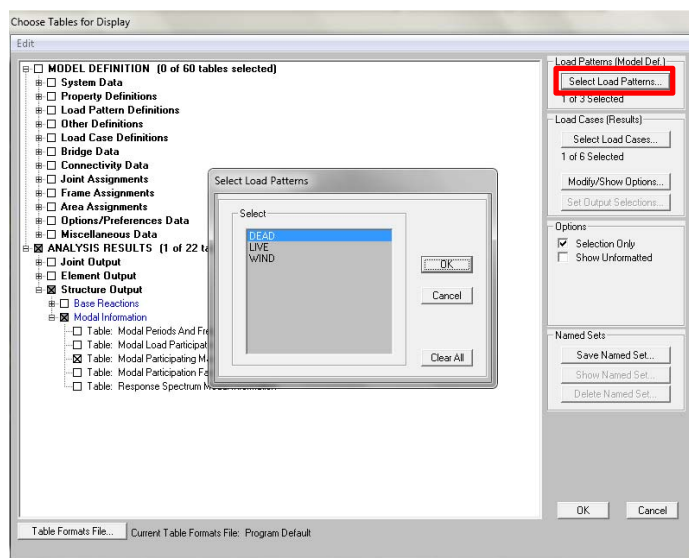 Choose Tables for Display
Edit
MODEL DEFINITION (0 of 60 tables selected)
System Data
Property Definitions
Load Pattern Definitions
Other Definitions
Load Case Definitions
Bridge Data
Connectivity Data
Joint Assignments
Frame Assignments
Area Assignments
Options/Preferences Data
Miscellaneous Data
ANALYSIS RESULTS (1 of 22
Joint Output
Element Output
Structure Output
Base Reactions
Modal Information
Table: Modal Periods And
Table: Modal Load
Table: Modal Participating
Table: Modal Participation
Table: Response Spectrum Modal Information
Select Load Patterns
Select
DEAD
LIVE
WIND
OK
Cancel
Clear All
Load Patterns (Model Def.)
Select Load Patterns...
1 of 3 Selected
Load Cases (Results)
Select Load Cases...
1 of 6 Selected
Modify/Show Options...
Set Output Selections...
Options
Selection Only
Show Unformatted
Named Sets
Save Named Set...
Show Named Set...
Delete Named Set...
OK Cancel
Table Formats File... Current Table Formats File: Program Default